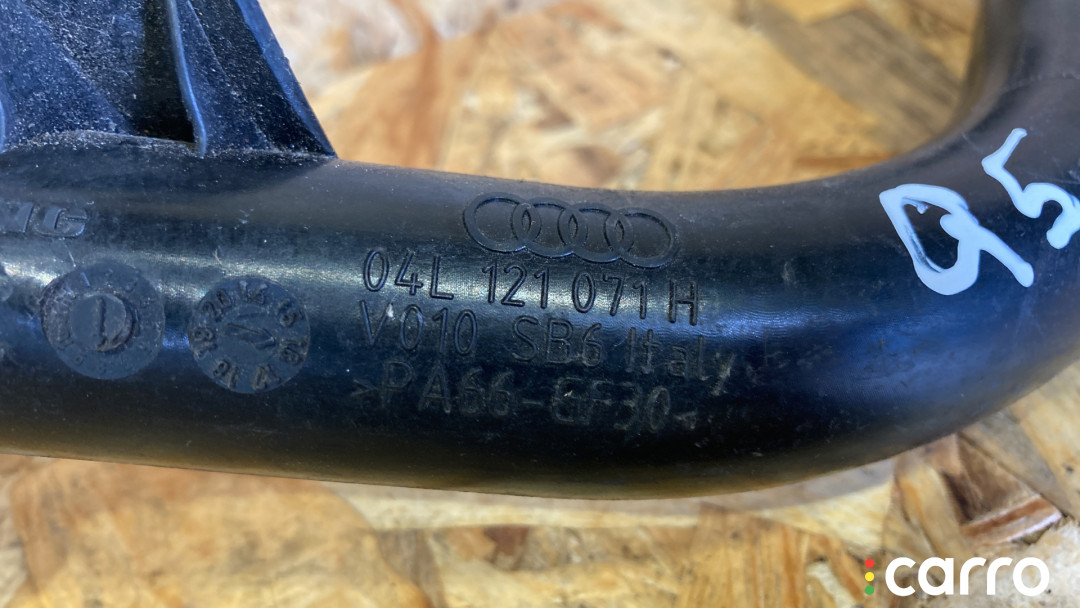 04L 121 071 H
V010 SB6 Italy
>PA66-GF30<
95
carro